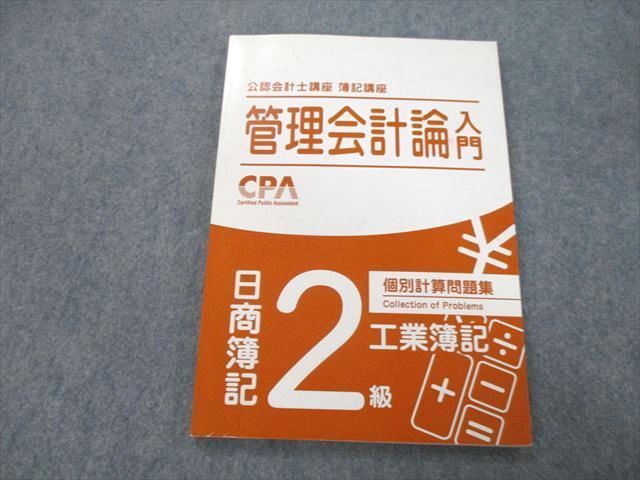 公認会計士講座 簿記講座
管理会計論入門
CPA
Certified Public Accountant
個別計算問題集
Collection of Problems
日商簿記2級
工業簿記